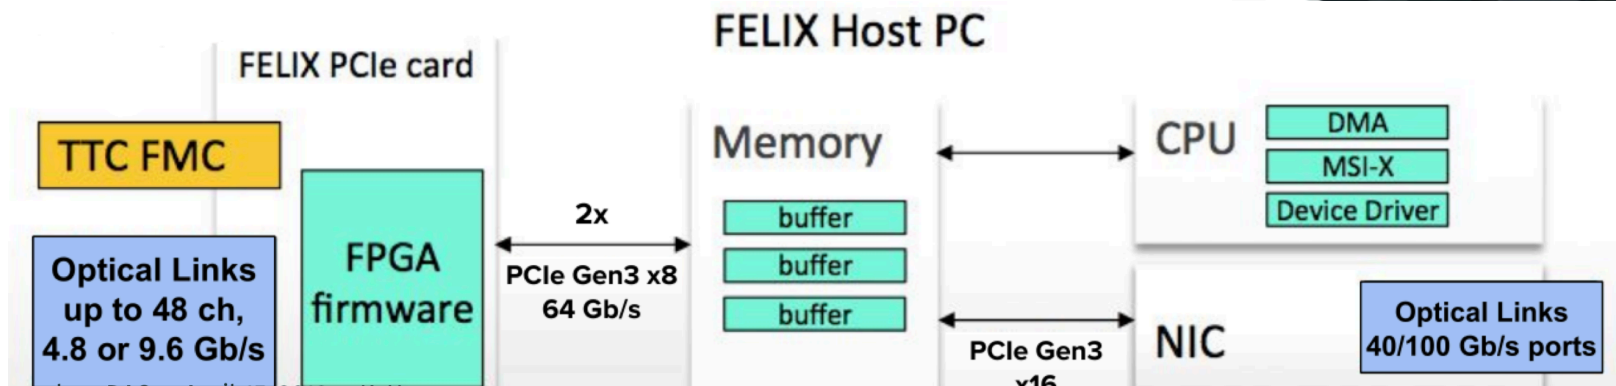 FELIX Host PC
FELIX PCIe card
TTC FMC
Optical Links
up to 48 ch,
4.8 or 9.6 Gb/s
FPGA
firmware
2x
PCIe Gen3 x8
64 Gb/s
Memory
buffer
buffer
buffer
CPU
DMA
MSI-X
Device Driver
PCIe Gen3
x16
NIC
Optical Links
40/100 Gb/s ports